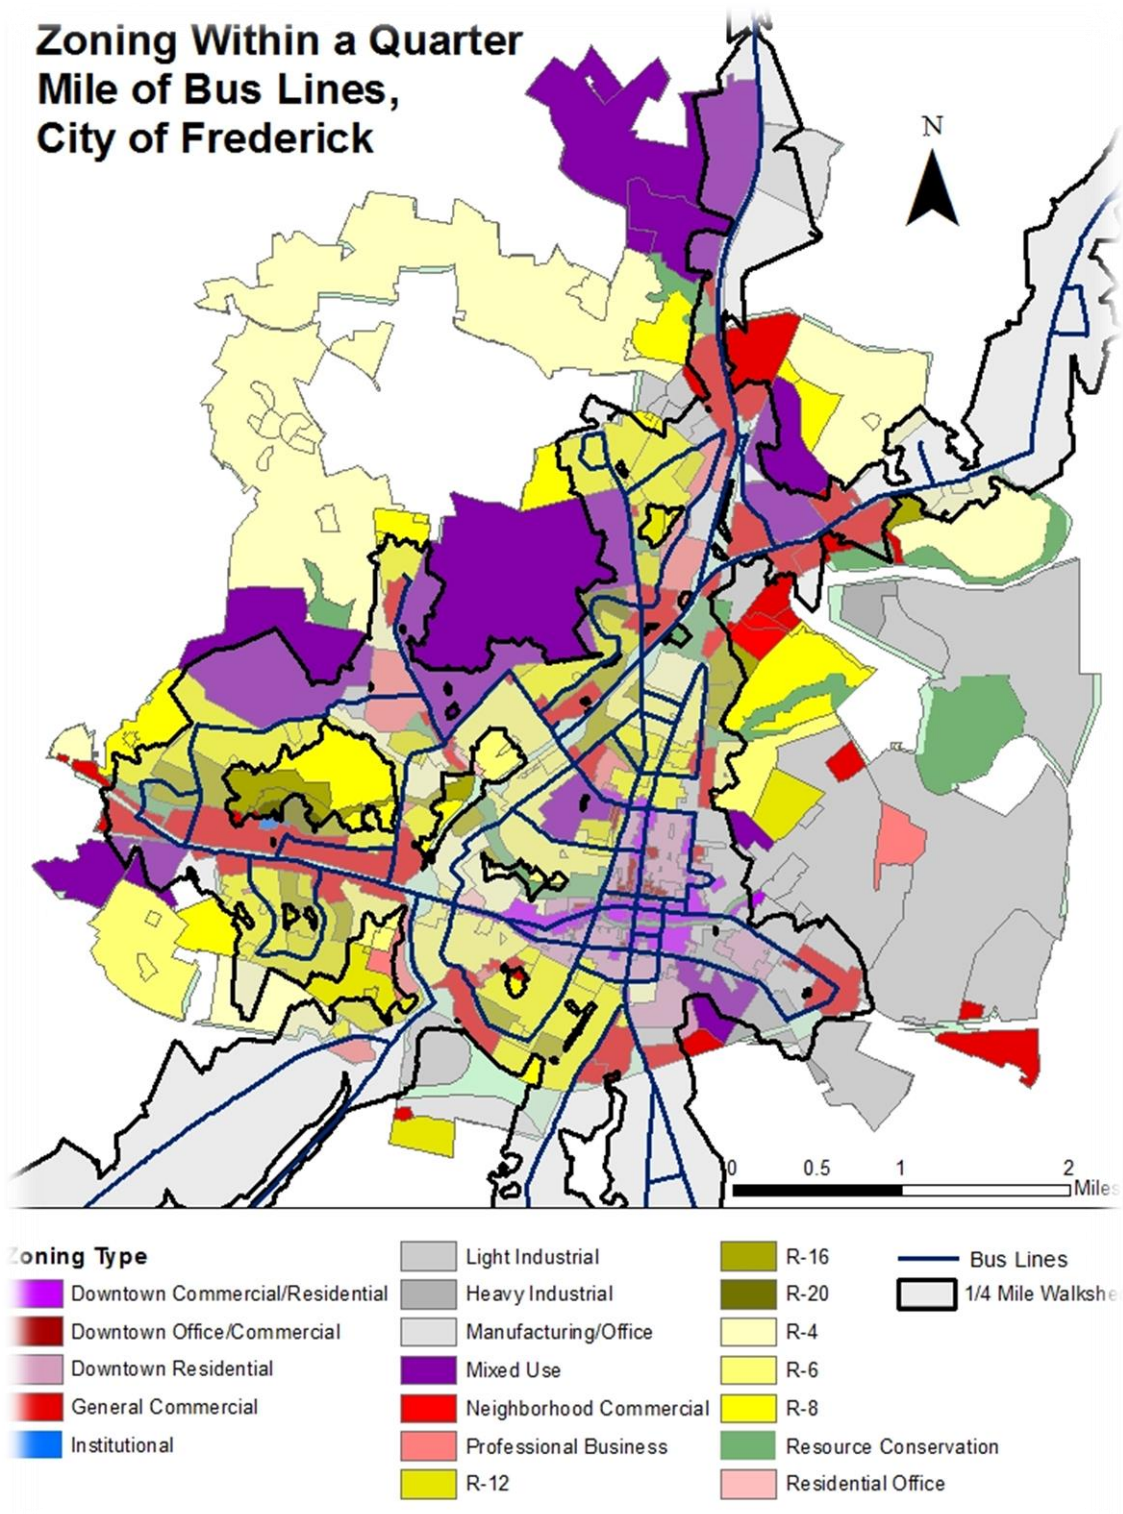 Zoning Within a Quarter
Mile of Bus Lines,
City of Frederick
N
0 0.5 1 2
Miles
Zoning Type
Downtown Commercial/Residential
Downtown Office/Commercial
Downtown Residential
General Commercial
Institutional
Light Industrial
Heavy Industrial
Manufacturing/Office
Mixed Use
Neighborhood Commercial
Professional Business
R-12
R-16
R-20
R-4
R-6
R-8
Resource Conservation
Residential Office
Bus Lines
1/4 Mile Walkshe